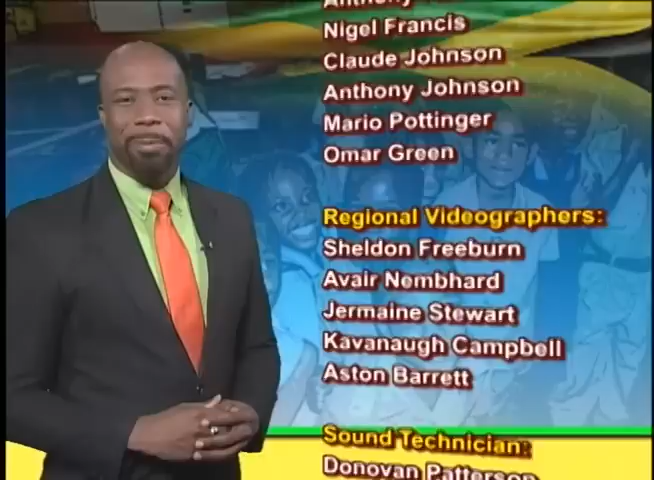 Anthony
Nigel Francis
Claude Johnson
Anthony Johnson
Mario Pottinger
Omar Green
Regional Videographers:
Sheldon Freeburn
Avair Nembhard
Jermaine Stewart
Kavanaugh Campbell
Aston Barrett
Sound Technician:
Donovan Patterson